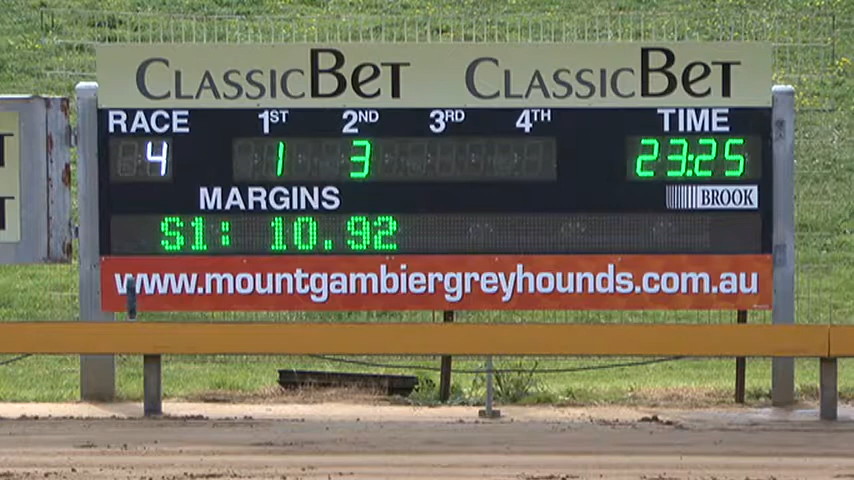 CLASSICBET CLASSICBET
RACE 1ST 2ND 3RD 4TH TIME
4 1 3 23:25
MARGINS BROOK
S1: 10.92
www.mountgambiergreyhounds.com.au